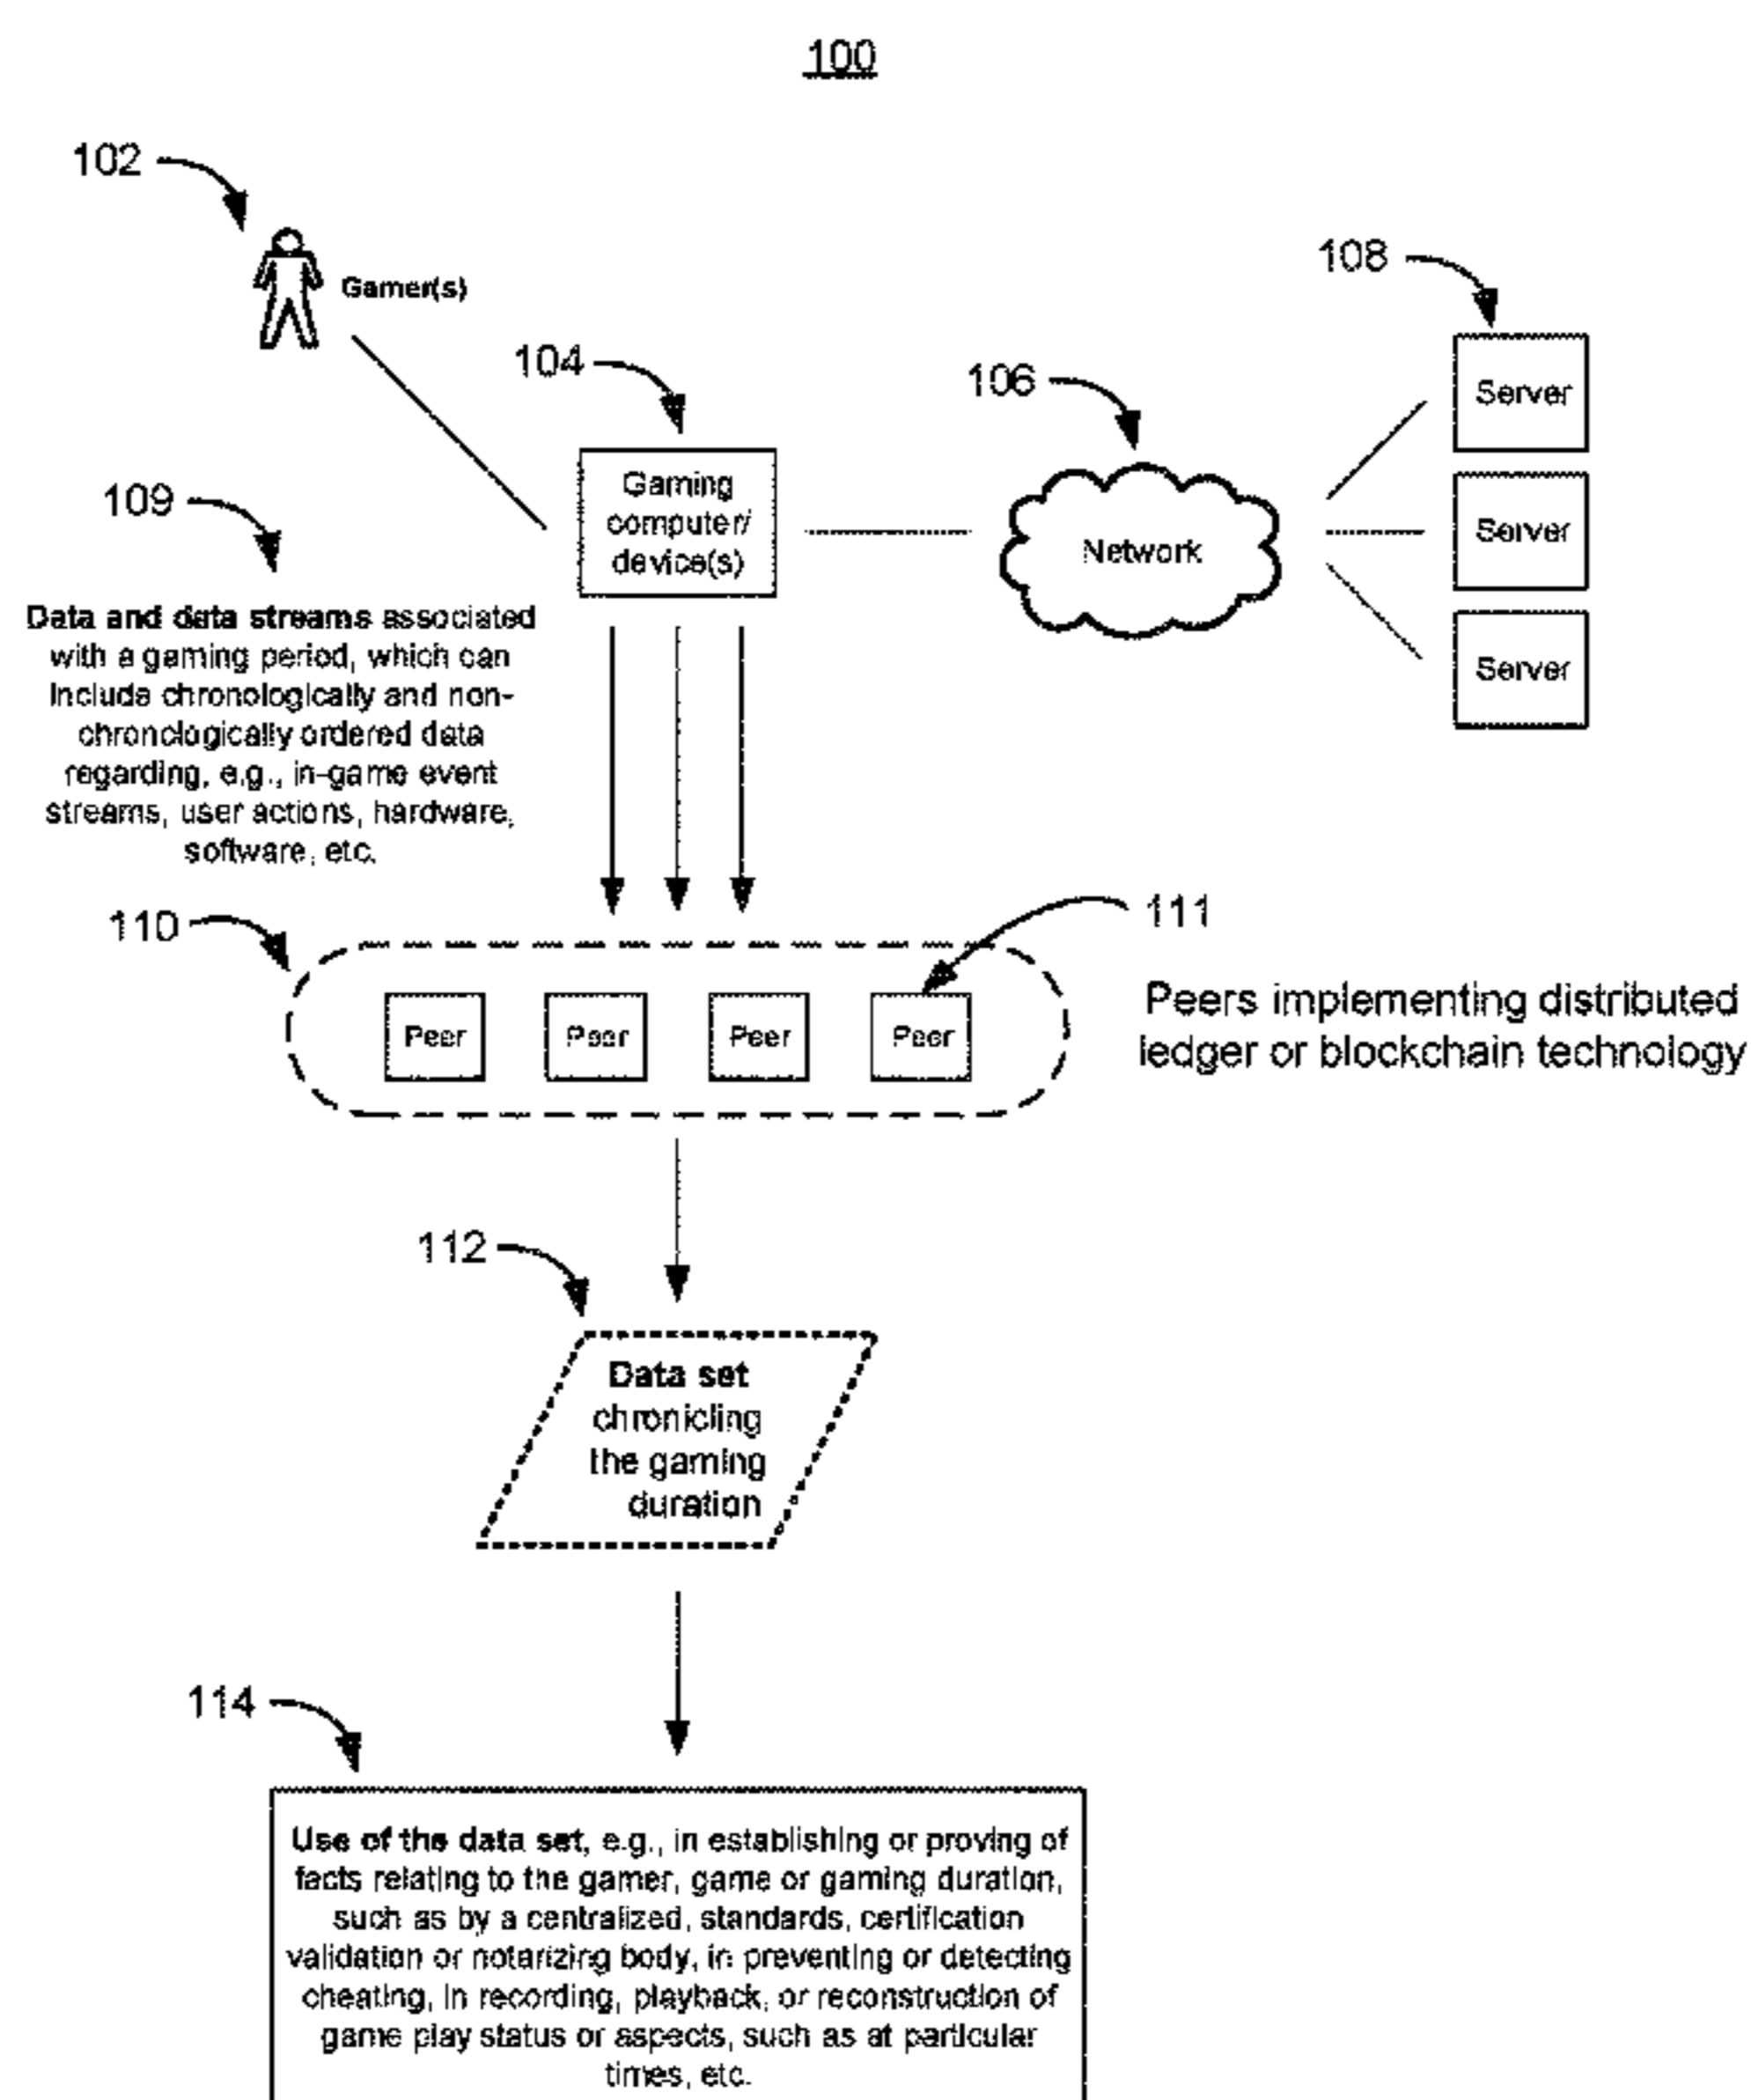 100
102
Gamer(s)
108
104
106
Server
Gaming
computer/
device(s)
Network
Server
Server
109
Data and data streams associated
with a gaming period, which can
include chronologically and non-
chronologically ordered data
regarding, e.g., in-game event
streams, user actions, hardware,
software, etc.
110
111
Peer Peer Peer Peer
Peers implementing distributed
ledger or blockchain technology
112
Data set
chronicling
the gaming
duration
114
Use of the data set, e.g., in establishing or proving of
facts relating to the gamer, game or gaming duration,
such as by a centralized, standards, certification
validation or notarizing body, in preventing or detecting
cheating, in recording, playback, or reconstruction of
game play status or aspects, such as at particular
times, etc.